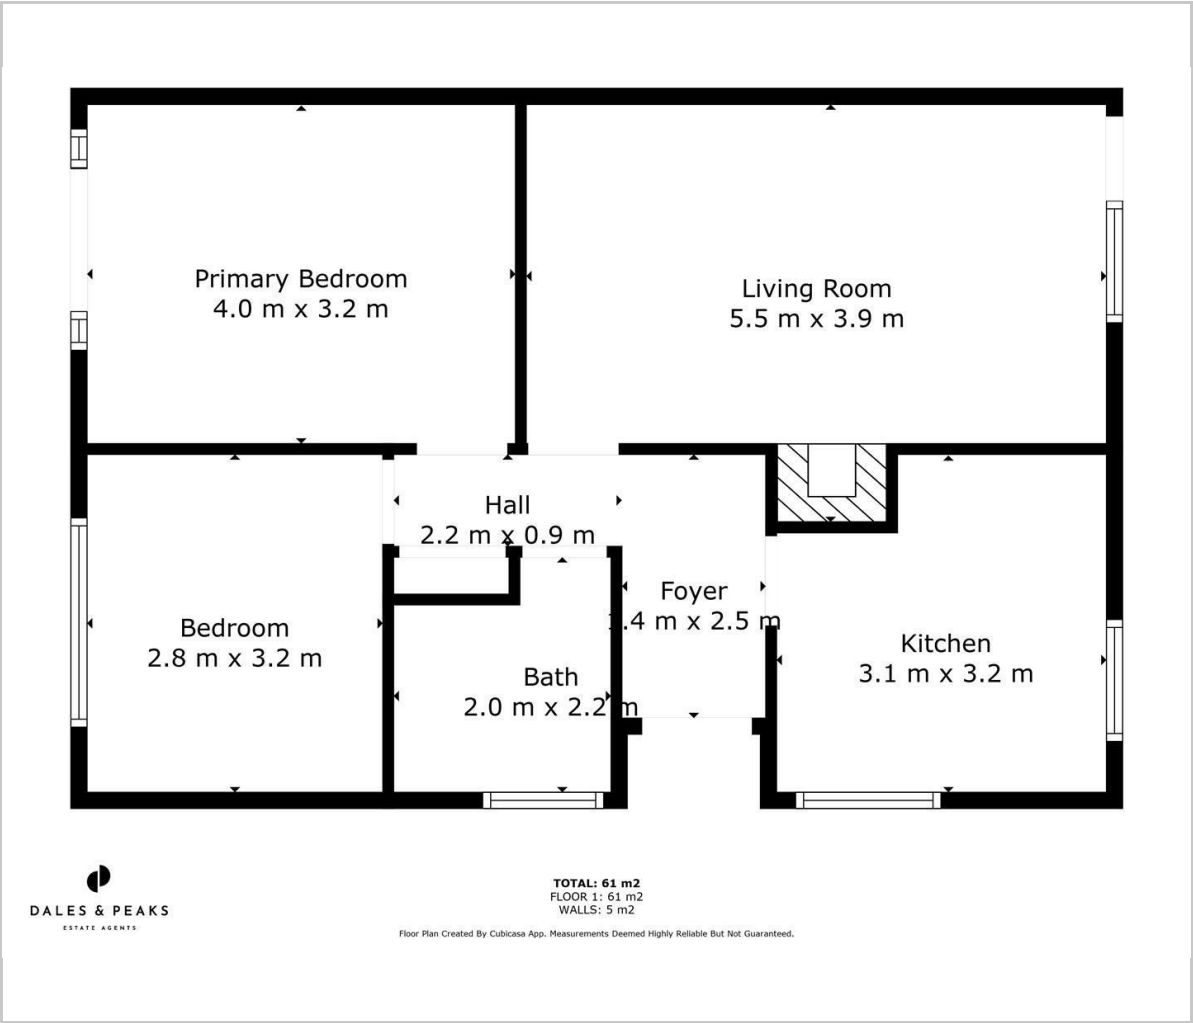 Primary Bedroom
4.0 m x 3.2 m
Living Room
5.5 m x 3.9 m
Hall
2.2 m x 0.9 m
Foyer
1.4 m x 2.5 m
Bedroom
2.8 m x 3.2 m
Kitchen
3.1 m x 3.2 m
Bath
2.0 m x 2.2 m
DALES & PEAKS
ESTATE AGENTS
TOTAL: 61 m2
FLOOR 1: 61 m2
WALLS: 5 m2
Floor Plan Created By Cubicasa App. Measurements Deemed Highly Reliable But Not Guaranteed.